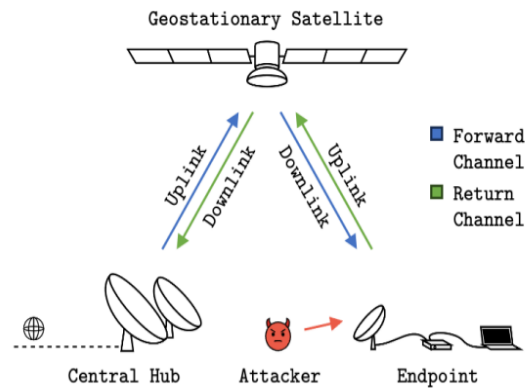 Geostationary Satellite
Uplink
Downlink
Downlink
Uplink
Forward
Channel
Return
Channel
Central Hub
Attacker
Endpoint